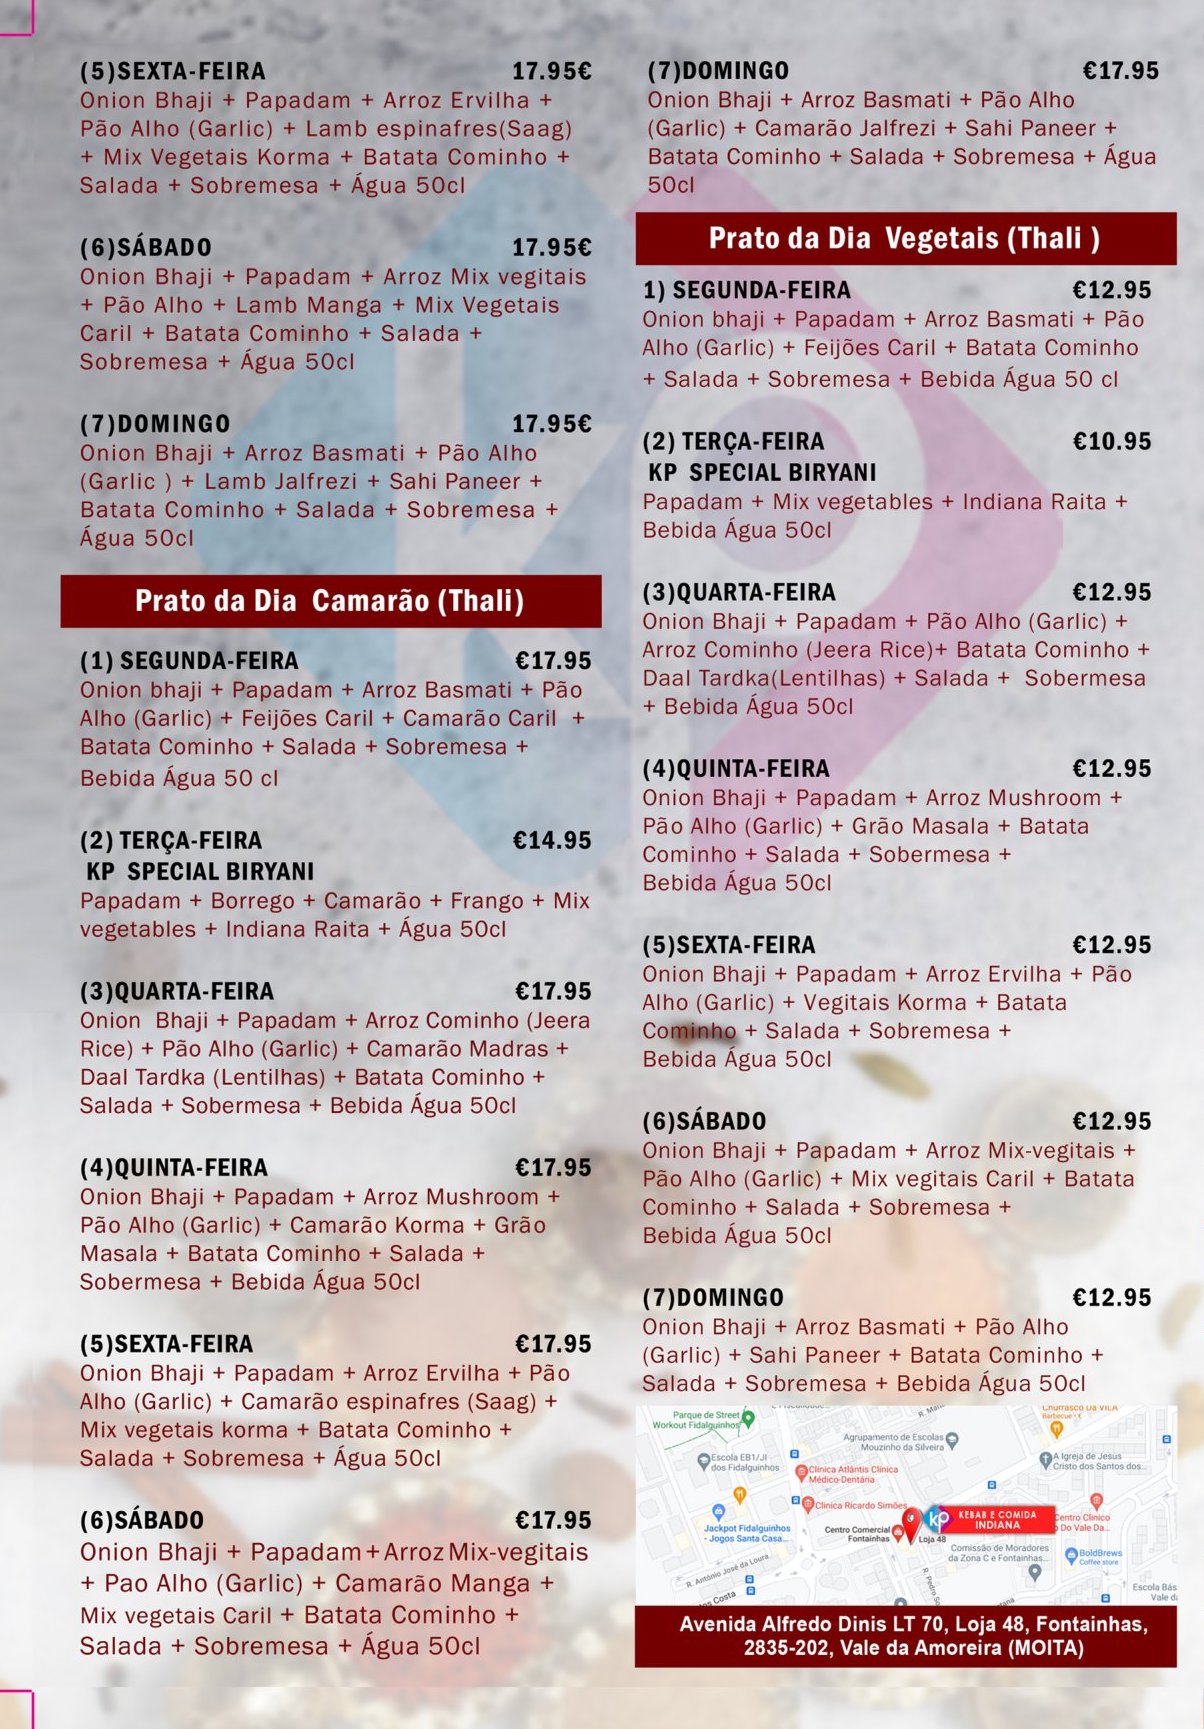 (5)SEXTA-FEIRA 17.95€
Onion Bhaji + Papadam + Arroz Ervilha +
Pão Alho (Garlic) + Lamb espinafres(Saag)
+ Mix Vegetais Korma + Batata Cominho +
Salada + Sobremesa + Água 50cl
(6)SÁBADO 17.95€
Onion Bhaji + Papadam + Arroz Mix vegitais
+ Pão Alho + Lamb Manga + Mix Vegetais
Caril + Batata Cominho + Salada +
Sobremesa + Água 50cl
(7)DOMINGO 17.95€
Onion Bhaji + Arroz Basmati + Pão Alho
(Garlic ) + Lamb Jalfrezi + Sahi Paneer +
Batata Cominho + Salada + Sobremesa +
Água 50cl
Prato da Dia Camarão (Thali)
(1) SEGUNDA-FEIRA €17.95
Onion bhaji + Papadam + Arroz Basmati + Pão
Alho (Garlic) + Feijões Caril + Camarão Caril +
Batata Cominho + Salada + Sobremesa +
Bebida Água 50 cl
(2) TERÇA-FEIRA €14.95
KP SPECIAL BIRYANI
Papadam + Borrego + Camarão + Frango + Mix
vegetables + Indiana Raita + Água 50cl
(3)QUARTA-FEIRA €17.95
Onion Bhaji + Papadam + Arroz Cominho (Jeera
Rice) + Pão Alho (Garlic) + Camarão Madras +
Daal Tardka (Lentilhas) + Batata Cominho +
Salada + Sobermesa + Bebida Água 50cl
(4)QUINTA-FEIRA €17.95
Onion Bhaji + Papadam + Arroz Mushroom +
Pão Alho (Garlic) + Camarão Korma + Grão
Masala + Batata Cominho + Salada +
Sobermesa + Bebida Água 50cl
(5)SEXTA-FEIRA €17.95
Onion Bhaji + Papadam + Arroz Ervilha + Pão
Alho (Garlic) + Camarão espinafres (Saag) +
Mix vegetais korma + Batata Cominho +
Salada + Sobremesa + Água 50cl
(6)SÁBADO €17.95
Onion Bhaji + Papadam + Arroz Mix-vegitais
+ Pao Alho (Garlic) + Camarão Manga +
Mix vegetais Caril + Batata Cominho +
Salada + Sobremesa + Água 50cl
(7)DOMINGO €17.95
Onion Bhaji + Arroz Basmati + Pão Alho
(Garlic) + Camarão Jalfrezi + Sahi Paneer +
Batata Cominho + Salada + Sobremesa + Água
50cl
Prato da Dia Vegetais (Thali )
1) SEGUNDA-FEIRA €12.95
Onion bhaji + Papadam + Arroz Basmati + Pão
Alho (Garlic) + Feijões Caril + Batata Cominho
+ Salada + Sobremesa + Bebida Água 50 cl
(2) TERÇA-FEIRA €10.95
KP SPECIAL BIRYANI
Papadam + Mix vegetables + Indiana Raita +
Bebida Água 50cl
(3)QUARTA-FEIRA €12.95
Onion Bhaji + Papadam + Pão Alho (Garlic) +
Arroz Cominho (Jeera Rice)+ Batata Cominho +
Daal Tardka(Lentilhas) + Salada + Sobermesa
+ Bebida Água 50cl
(4)QUINTA-FEIRA €12.95
Onion Bhaji + Papadam + Arroz Mushroom +
Pão Alho (Garlic) + Grão Masala + Batata
Cominho + Salada + Sobermesa +
Bebida Água 50cl
(5)SEXTA-FEIRA €12.95
Onion Bhaji + Papadam + Arroz Ervilha + Pão
Alho (Garlic) + Vegitais Korma + Batata
Cominho + Salada + Sobremesa +
Bebida Água 50cl
(6)SÁBADO €12.95
Onion Bhaji + Papadam + Arroz Mix-vegitais +
Pão Alho (Garlic) + Mix vegitais Caril + Batata
Cominho + Salada + Sobremesa +
Bebida Água 50cl
(7)DOMINGO €12.95
Onion Bhaji + Arroz Basmati + Pão Alho
(Garlic) + Sahi Paneer + Batata Cominho +
Salada + Sobremesa + Bebida Água 50cl
Parque de Street
Workout Fidalguinhos
Churrasco Da VILA
Barbecue • €
Agrupamento de Escolas
Mouzinho da Silveira
Escola EB1/JI
dos Fidalguinhos
A Igreja de Jesus
Cristo dos Santos dos...
Clinica Atlântis Clinica
Médico-Dentária
Clinica Ricardo Simões
Jackpot Fidalguinhos
- Jogos Santa Casa...
Centro Comercial
Fontainhas
Loja 48
kp KEBAB E COMIDA
INDIANA
Centro Clinico
Do Vale Da...
Comissão de Moradores
da Zona C e Fontainhas...
BoldBrews
Coffee store
R. António José da Loura
Costa
R. Pedro
Escola Bás
Vale da
Avenida Alfredo Dinis LT 70, Loja 48, Fontainhas,
2835-202, Vale da Amoreira (MOITA)